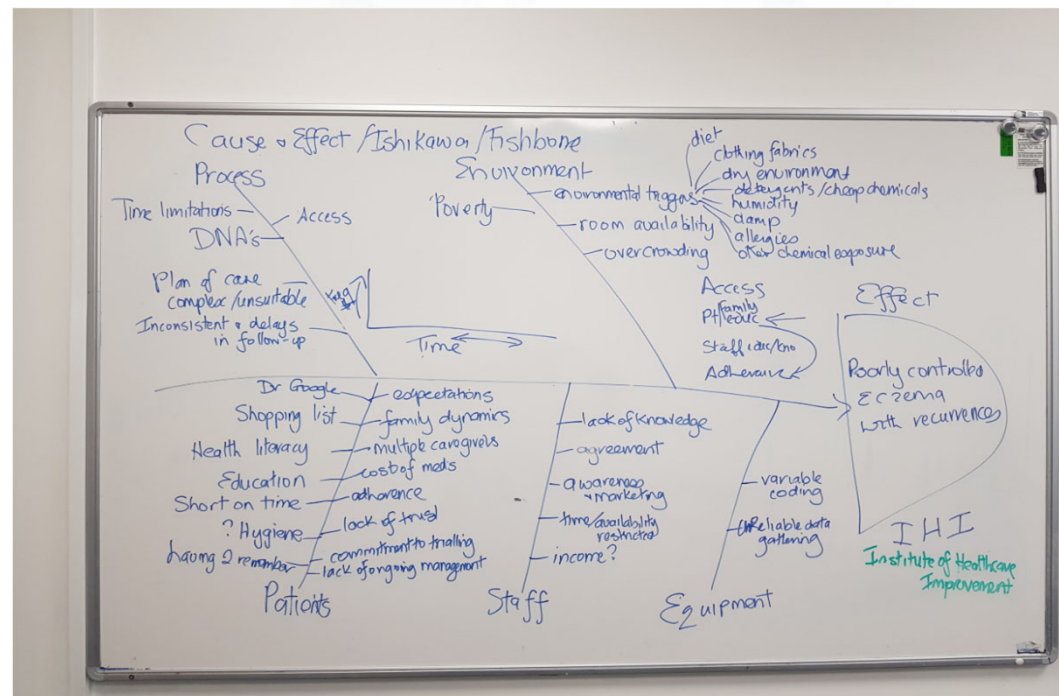 Cause & Effect/Ishikawa/Fishbone
Process
Time limitations
Access
DNA's
Plan of care
complex/unsuitable
Inconsistent & delays
in follow-up
Time
Environment
Poverty
environmental triggers
diet
clothing fabrics
dry environment
detergents/cheap chemicals
humidity
damp
allergies
other chemical exposure
room availability
overcrowding
Access
Family
Pt/educ
Staff educ/kno
Adherance
Effect
Poorly controlled
Eczema
with recurrences
Dr Google
Shopping list
Health literacy
Education
Short on time
? Hygiene
having 2 remember
expectations
family dynamics
multiple caregivers
cost of meds
adherence
lack of trust
commitment to trialling
lack of ongoing management
Patients
lack of knowledge
agreement
awareness
& marketing
time/availability
restricted
income?
Staff
variable
coding
unreliable data
gathering
Equipment
IHI
Institute of Healthcare
Improvement